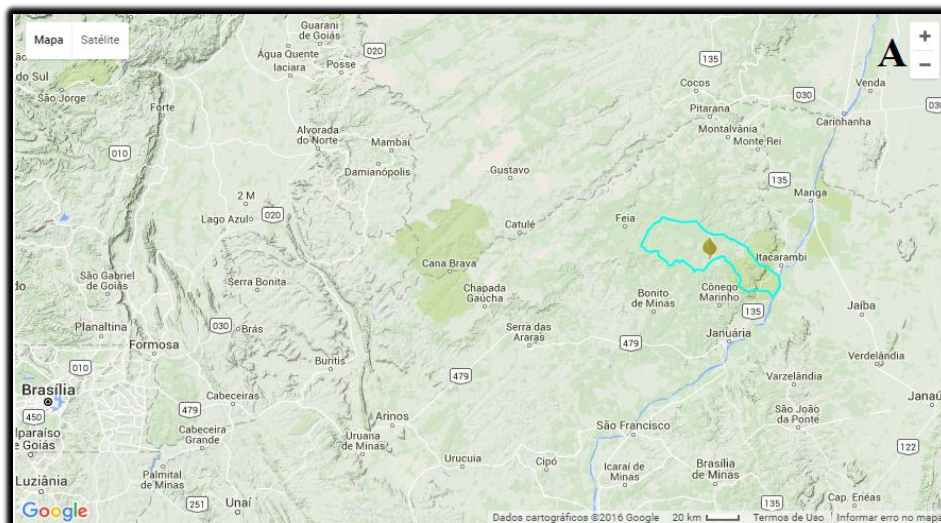 Mapa Satélite
A
+
−
Guarani
de Goiás
Água Quente
Iaciara
Posse
020
do Sul
São Jorge
Forte
010
Alvorada
do Norte
Mambaí
Damianópolis
2 M
Lago Azul
020
Gustavo
Catulé
Cana Brava
Chapada
Gaúcha
Serra Bonita
São Gabriel
de Goiás
Planaltina
Formosa
030
Brás
010
Brasília
450
lparaíso
e Goiás
Luziânia
479
Cabeceiras
Cabeceira
Grande
Palmital
de Minas
251
Unaí
Buritis
479
Arinos
Uruana
de Minas
Urucuia
Serra das
Araras
479
Cipó
São Francisco
Icaraí de
Minas
Brasília
de Minas
135
Cocos
135
Pitarana
030
Venda
030
Carinhanha
Montalvânia
Monte Rei
135
Manga
Feia
Itacarambi
Bonito
de Minas
Cônego
Marinho
135
Januária
Jaíba
Verdelândia
Varzelândia
São João
da Ponte
Janaú
122
Cap. Enéas
Google
Dados cartográficos ©2016 Google 20 km Termos de Uso Informar erro no mapa